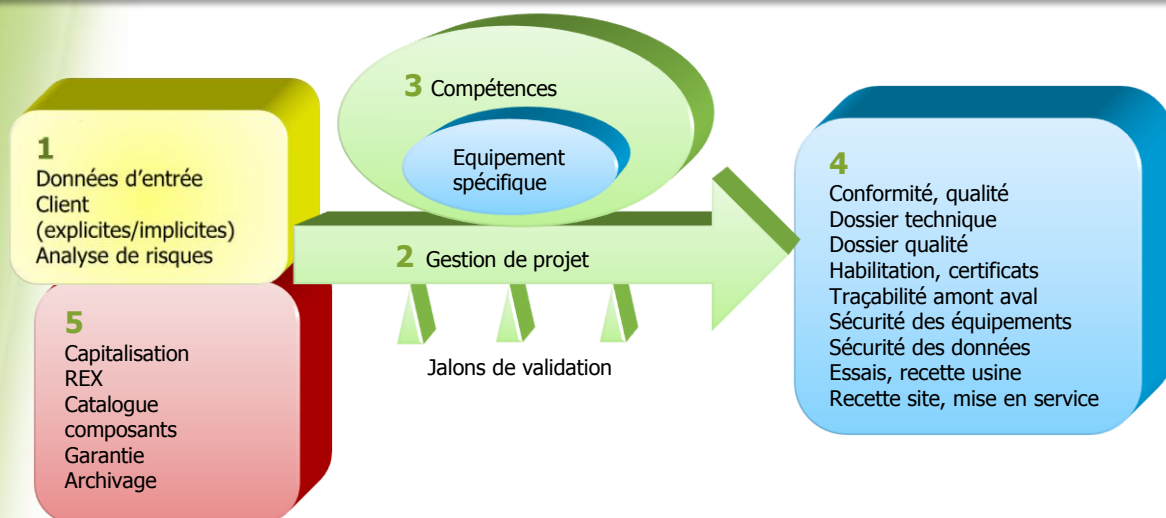 1
Données d'entrée
Client
(explicites/implicites)
Analyse de risques
2 Gestion de projet
Jalons de validation
3 Compétences
Equipement
spécifique
4
Conformité, qualité
Dossier technique
Dossier qualité
Habilitation, certificats
Traçabilité amont aval
Sécurité des équipements
Sécurité des données
Essais, recette usine
Recette site, mise en service
5
Capitalisation
REX
Catalogue
composants
Garantie
Archivage